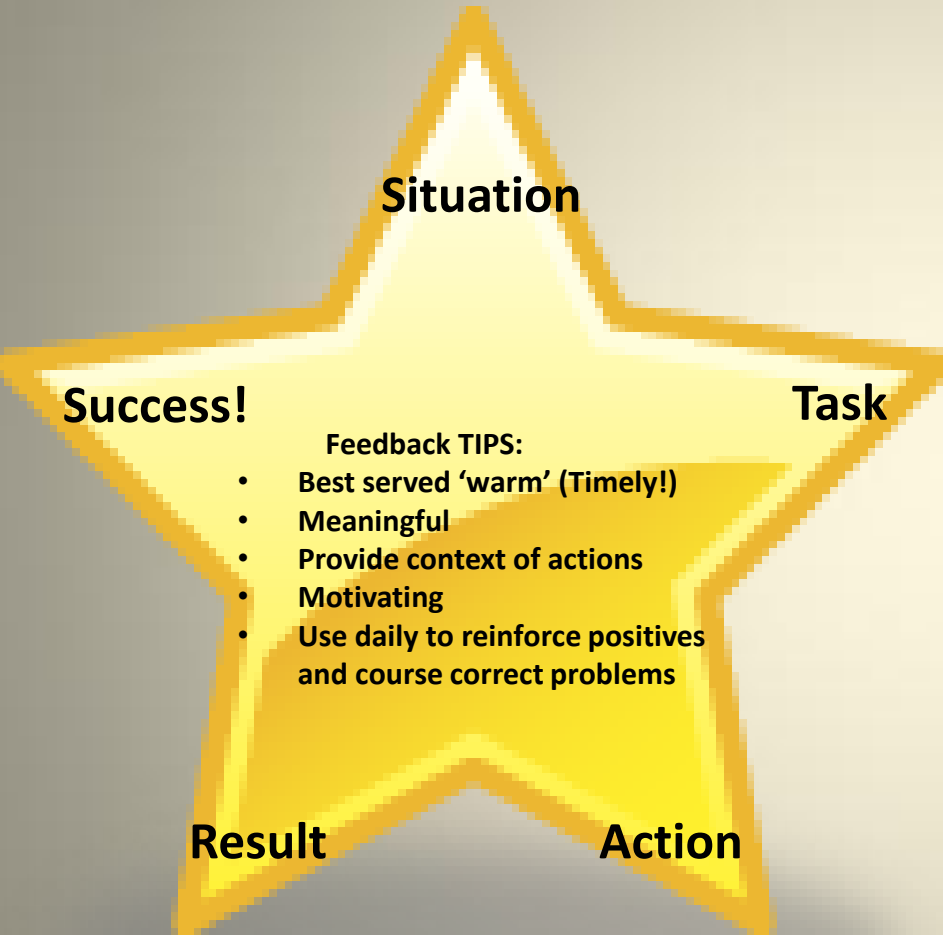 Situation
Success!
Task
Feedback TIPS:
• Best served ‘warm’ (Timely!)
• Meaningful
• Provide context of actions
• Motivating
• Use daily to reinforce positives
and course correct problems
Result
Action